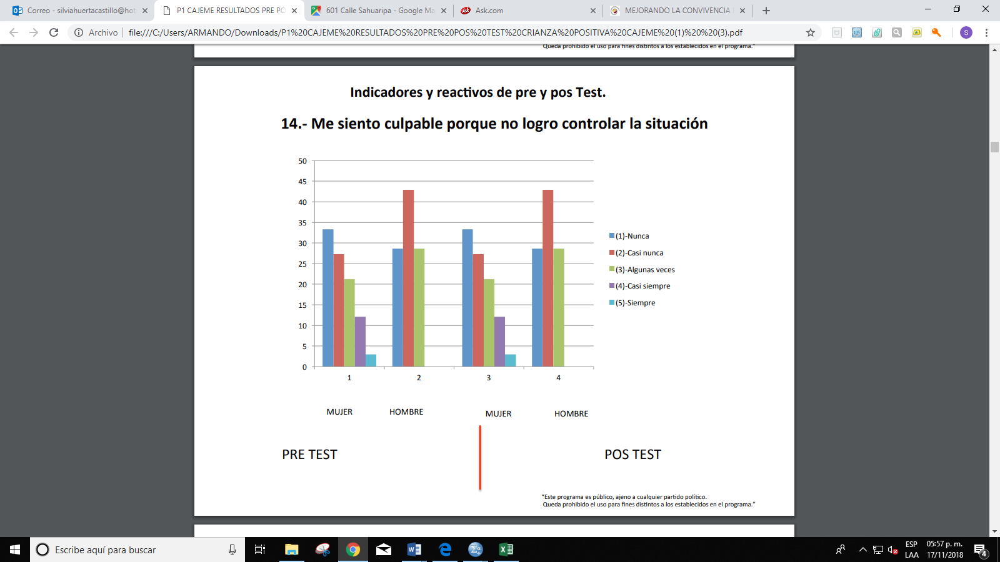 Correo - silviahuertacastillo@hot
P1 CAJEME RESULTADOS PRE PO
601 Calle Sahuaripa - Google Ma
Ask.com
MEJORANDO LA CONVIVENCIA
Archivo
file:///C:/Users/ARMANDO/Downloads/P1%20CAJEME%20RESULTADOS%20PRE%20POS%20TEST%20CRIANZA%20POSITIVA%20CAJEME%20(1)%20%20(3).pdf
S
Queda prohibido el uso para fines distintos a los establecidos en el programa."
Indicadores y reactivos de pre y pos Test.
14.- Me siento culpable porque no logro controlar la situación
50
45
40
35
30
25
20
15
10
5
0
1
2
3
4
(1)-Nunca
(2)-Casi nunca
(3)-Algunas veces
(4)-Casi siempre
(5)-Siempre
MUJER
HOMBRE
MUJER
HOMBRE
PRE TEST
POS TEST
"Este programa es público, ajeno a cualquier partido político.
Queda prohibido el uso para fines distintos a los establecidos en el programa."
Escribe aquí para buscar
ESP
LAA
05:57 p. m.
17/11/2018
4